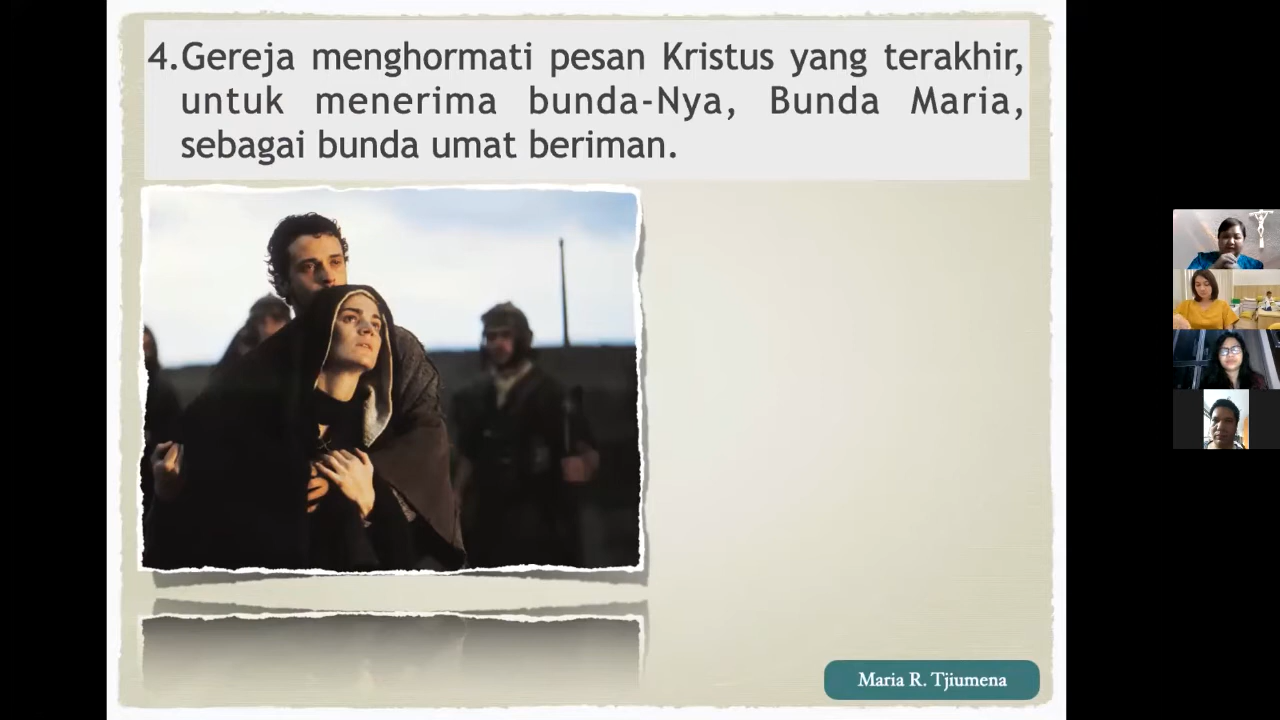 4.Gereja menghormati pesan Kristus yang terakhir,
untuk menerima bunda-Nya, Bunda Maria,
sebagai bunda umat beriman.
Maria R. Tjiumena